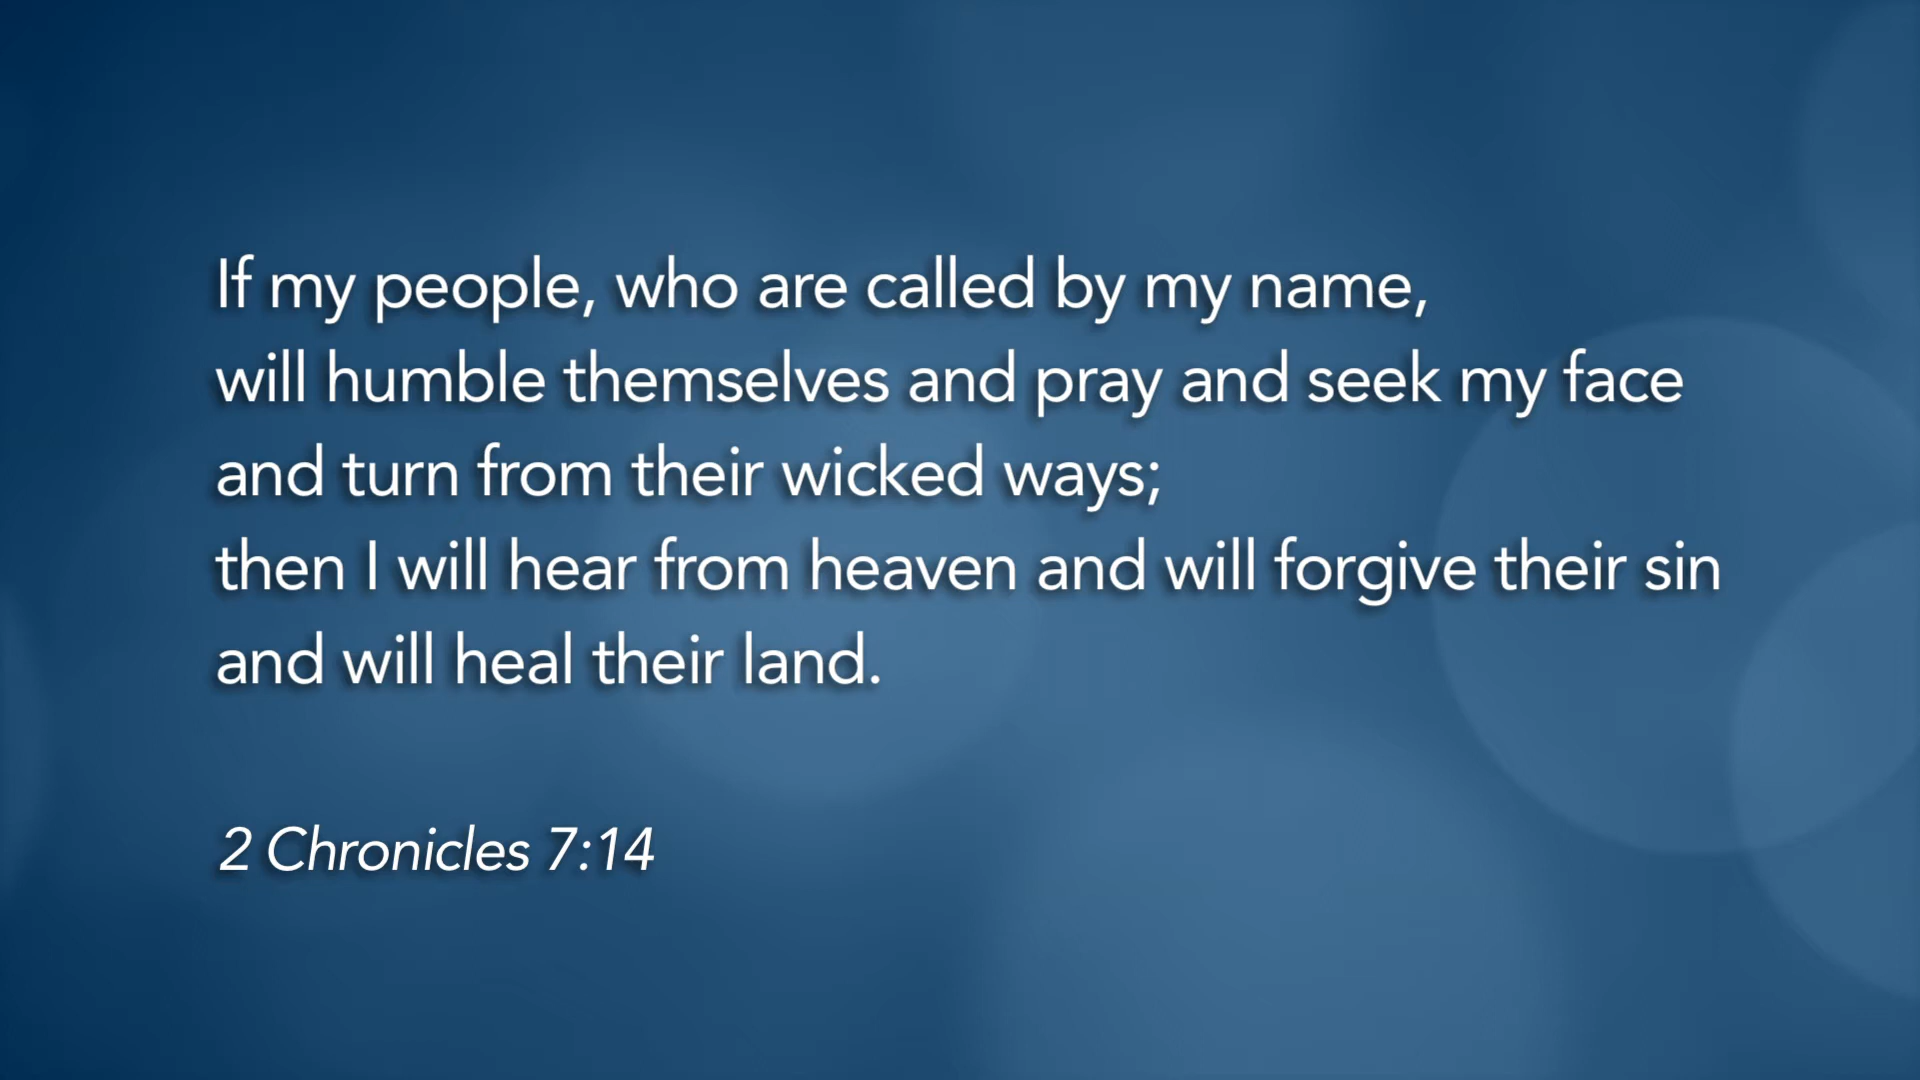 If my people, who are called by my name,
will humble themselves and pray and seek my face
and turn from their wicked ways;
then I will hear from heaven and will forgive their sin
and will heal their land.
2 Chronicles 7:14